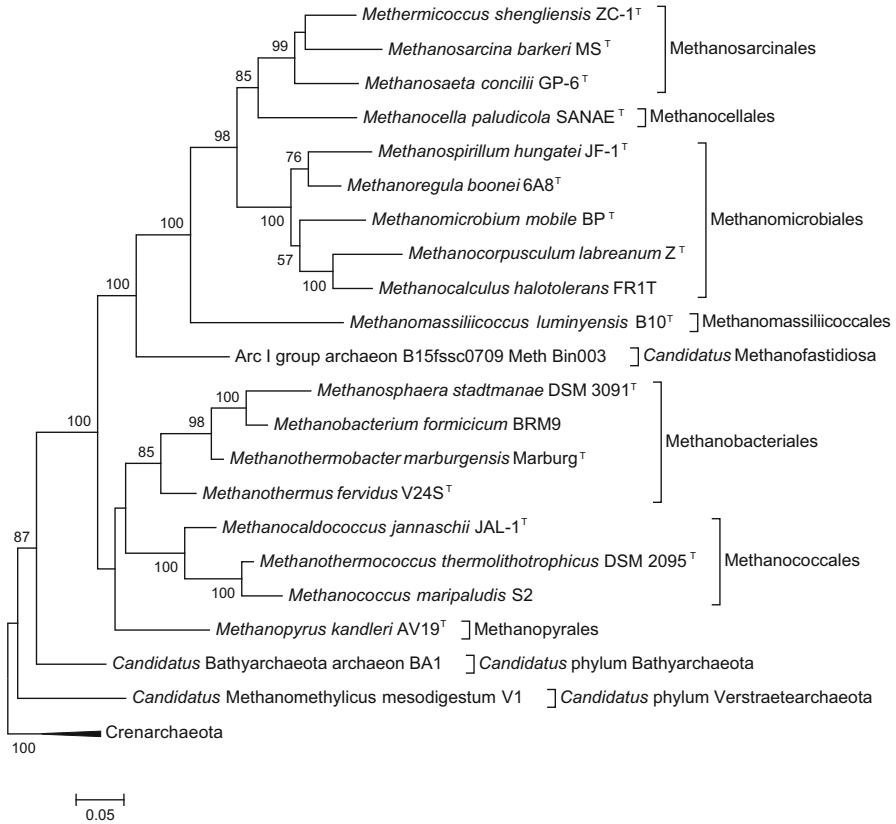 Methermicoccus shengliensis ZC-1ᵀ
99
Methanosarcina barkeri MSᵀ
Methanosarcinales
Methanosaeta concilii GP-6ᵀ
85
Methanocella paludicola SANAEᵀ
Methanocellales
98
Methanospirillum hungatei JF-1ᵀ
76
Methanoregula boonei 6A8ᵀ
100
Methanomicrobium mobile BPᵀ
Methanomicrobiales
100
Methanocorpusculum labreanum Zᵀ
57
Methanocalculus halotolerans FR1T
100
100
Methanomassiliicoccus luminyensis B10ᵀ
Methanomassiliicoccales
Arc I group archaeon B15fssc0709 Meth Bin003
Candidatus Methanofastidiosa
Methanosphaera stadtmanae DSM 3091ᵀ
100
100
Methanobacterium formicicum BRM9
98
Methanobacteriales
85
Methanothermobacter marburgensis Marburgᵀ
Methanothermus fervidus V24Sᵀ
Methanocaldococcus jannaschii JAL-1ᵀ
87
100
Methanothermococcus thermolithotrophicus DSM 2095ᵀ
Methanococcales
100
Methanococcus maripaludis S2
Methanopyrus kandleri AV19ᵀ
Methanopyrales
Candidatus Bathyarchaeota archaeon BA1
Candidatus phylum Bathyarchaeota
Candidatus Methanomethylicus mesodigestum V1
Candidatus phylum Verstraetearchaeota
Crenarchaeota
100
0.05